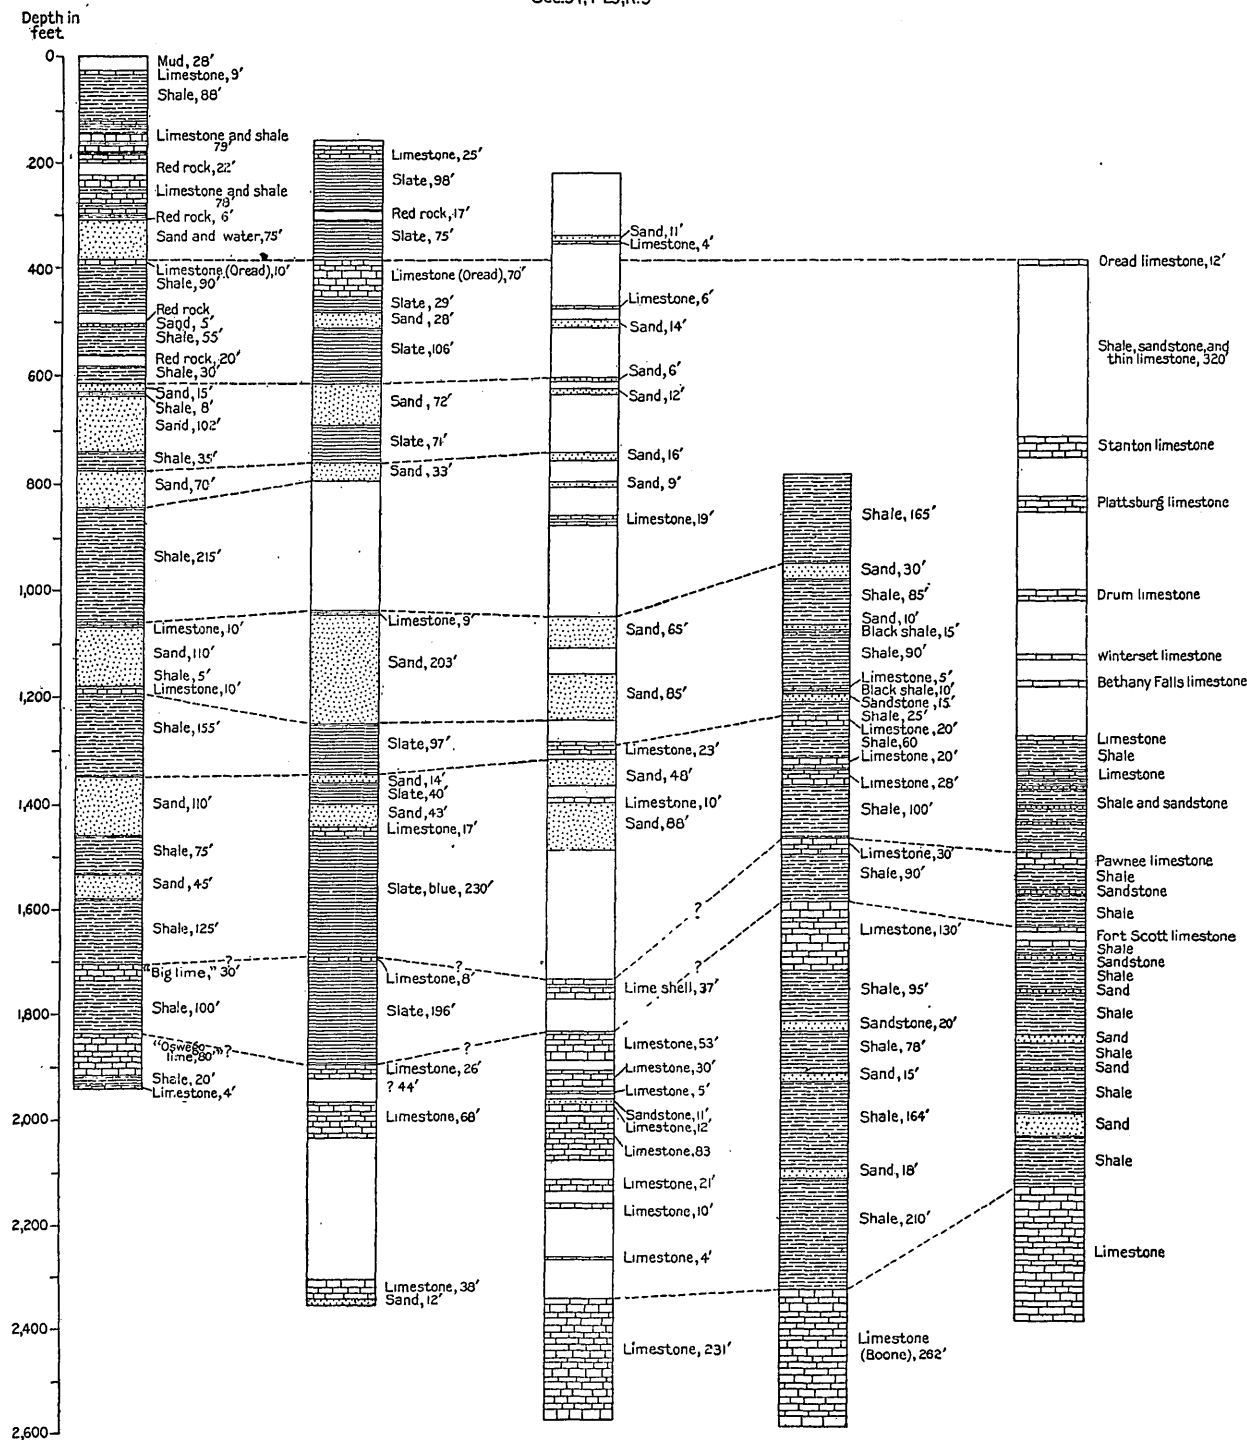 Depth in
feet
0
200
400
600
800
1,000
1,200
1,400
1,600
1,800
2,000
2,200
2,400
2,600
Mud, 28′
Limestone, 9′
Shale, 88′
Limestone and shale
79′
Red rock, 22′
Limestone and shale
78′
Red rock, 6′
Sand and water, 75′
Limestone (Oread), 10′
Shale, 90′
Red rock
Sand, 5′
Shale, 55′
Red rock, 20′
Shale, 30′
Sand, 15′
Shale, 8′
Sand, 102′
Shale, 35′
Sand, 70′
Shale, 215′
Limestone, 10′
Sand, 110′
Shale, 5′
Limestone, 10′
Shale, 155′
Sand, 110′
Shale, 75′
Sand, 45′
Shale, 125′
?
"Big lime," 30′
Shale, 100′
"Oswego
lime, 80′" ?
Shale, 20′
Limestone, 4′
Limestone, 25′
Slate, 98′
Red rock, 17′
Slate, 75′
Limestone (Oread), 70′
Slate, 29′
Sand, 28′
Slate, 106′
Sand, 72′
Slate, 71′
Sand, 33′
Limestone, 9′
Sand, 203′
Slate, 97′
Sand, 14′
Slate, 40′
Sand, 43′
Limestone, 17′
Slate, blue, 230′
?
Limestone, 8′
Slate, 196′
?
Limestone, 26′
? 44′
Limestone, 68′
Limestone, 38′
Sand, 12′
Sand, 11′
Limestone, 4′
Limestone, 6′
Sand, 14′
Sand, 6′
Sand, 12′
Sand, 16′
Sand, 9′
Limestone, 19′
Sand, 65′
Sand, 85′
Limestone, 23′
Sand, 48′
Limestone, 10′
Sand, 88′
?
?
Lime shell, 37′
Limestone, 53′
Limestone, 30′
Limestone, 5′
Sandstone, 11′
Limestone, 12′
Limestone, 83
Limestone, 21′
Limestone, 10′
Limestone, 4′
Limestone, 231′
Shale, 165′
Sand, 30′
Shale, 85′
Sand, 10′
Black shale, 15′
Shale, 90′
Limestone, 5′
Black shale, 10′
Sandstone, 15′
Shale, 25′
Limestone, 20′
Shale, 60
Limestone, 20′
Limestone, 28′
Shale, 100′
Limestone, 30′
Shale, 90′
Limestone, 130′
Shale, 95′
Sandstone, 20′
Shale, 78′
Sand, 15′
Shale, 164′
Sand, 18′
Shale, 210′
Limestone
(Boone), 262′
Oread limestone, 12′
Shale, sandstone, and
thin limestone, 320′
Stanton limestone
Plattsburg limestone
Drum limestone
Winterset limestone
Bethany Falls limestone
Limestone
Shale
Limestone
Shale and sandstone
Pawnee limestone
Shale
Sandstone
Shale
Fort Scott limestone
Shale
Sandstone
Shale
Sand
Shale
Sand
Shale
Sand
Shale
Sand
Shale
Limestone